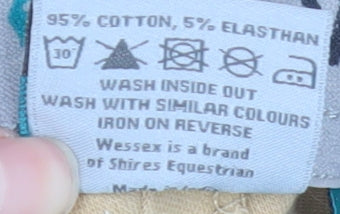 95% COTTON, 5% ELASTHAN
30°
WASH INSIDE OUT
WASH WITH SIMILAR COLOURS
IRON ON REVERSE
Wessex is a brand
of Shires Equestrian